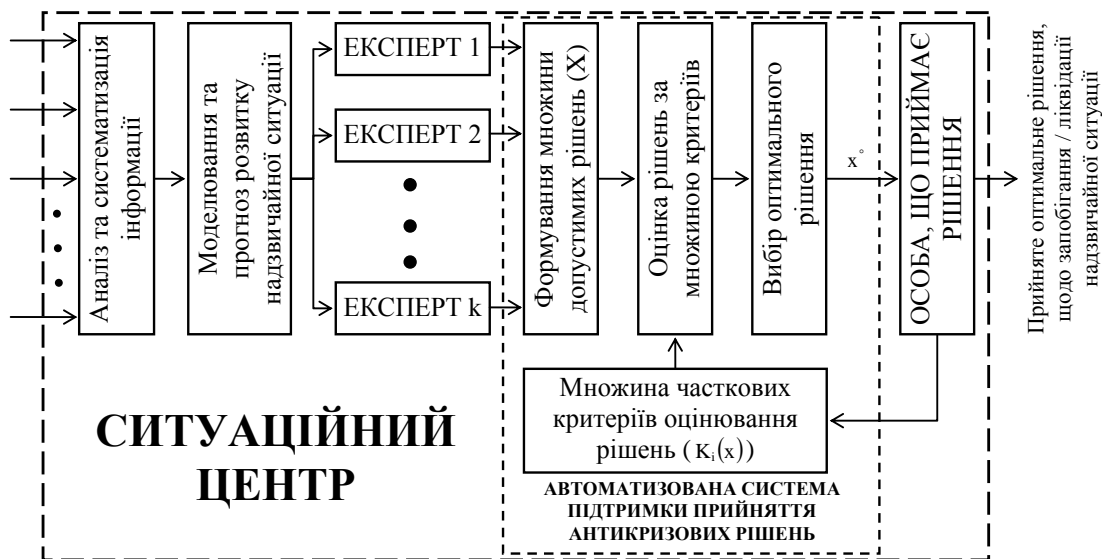 Аналіз та систематизація
інформації
Моделювання та
прогноз розвитку
надзвичайної ситуації
ЕКСПЕРТ 1
ЕКСПЕРТ 2
ЕКСПЕРТ k
Формування множини
допустимих рішень (X)
Оцінка рішень за
множиною критеріїв
Вибір оптимального
рішення
x°
ОСОБА, ЩО ПРИЙМАЄ
РІШЕННЯ
Прийняте оптимальне рішення,
щодо запобігання / ліквідації
надзвичайної ситуації
Множина часткових
критеріїв оцінювання
рішень ( Kᵢ(x))
СИТУАЦІЙНИЙ
ЦЕНТР
АВТОМАТИЗОВАНА СИСТЕМА
ПІДТРИМКИ ПРИЙНЯТТЯ
АНТИКРИЗОВИХ РІШЕНЬ